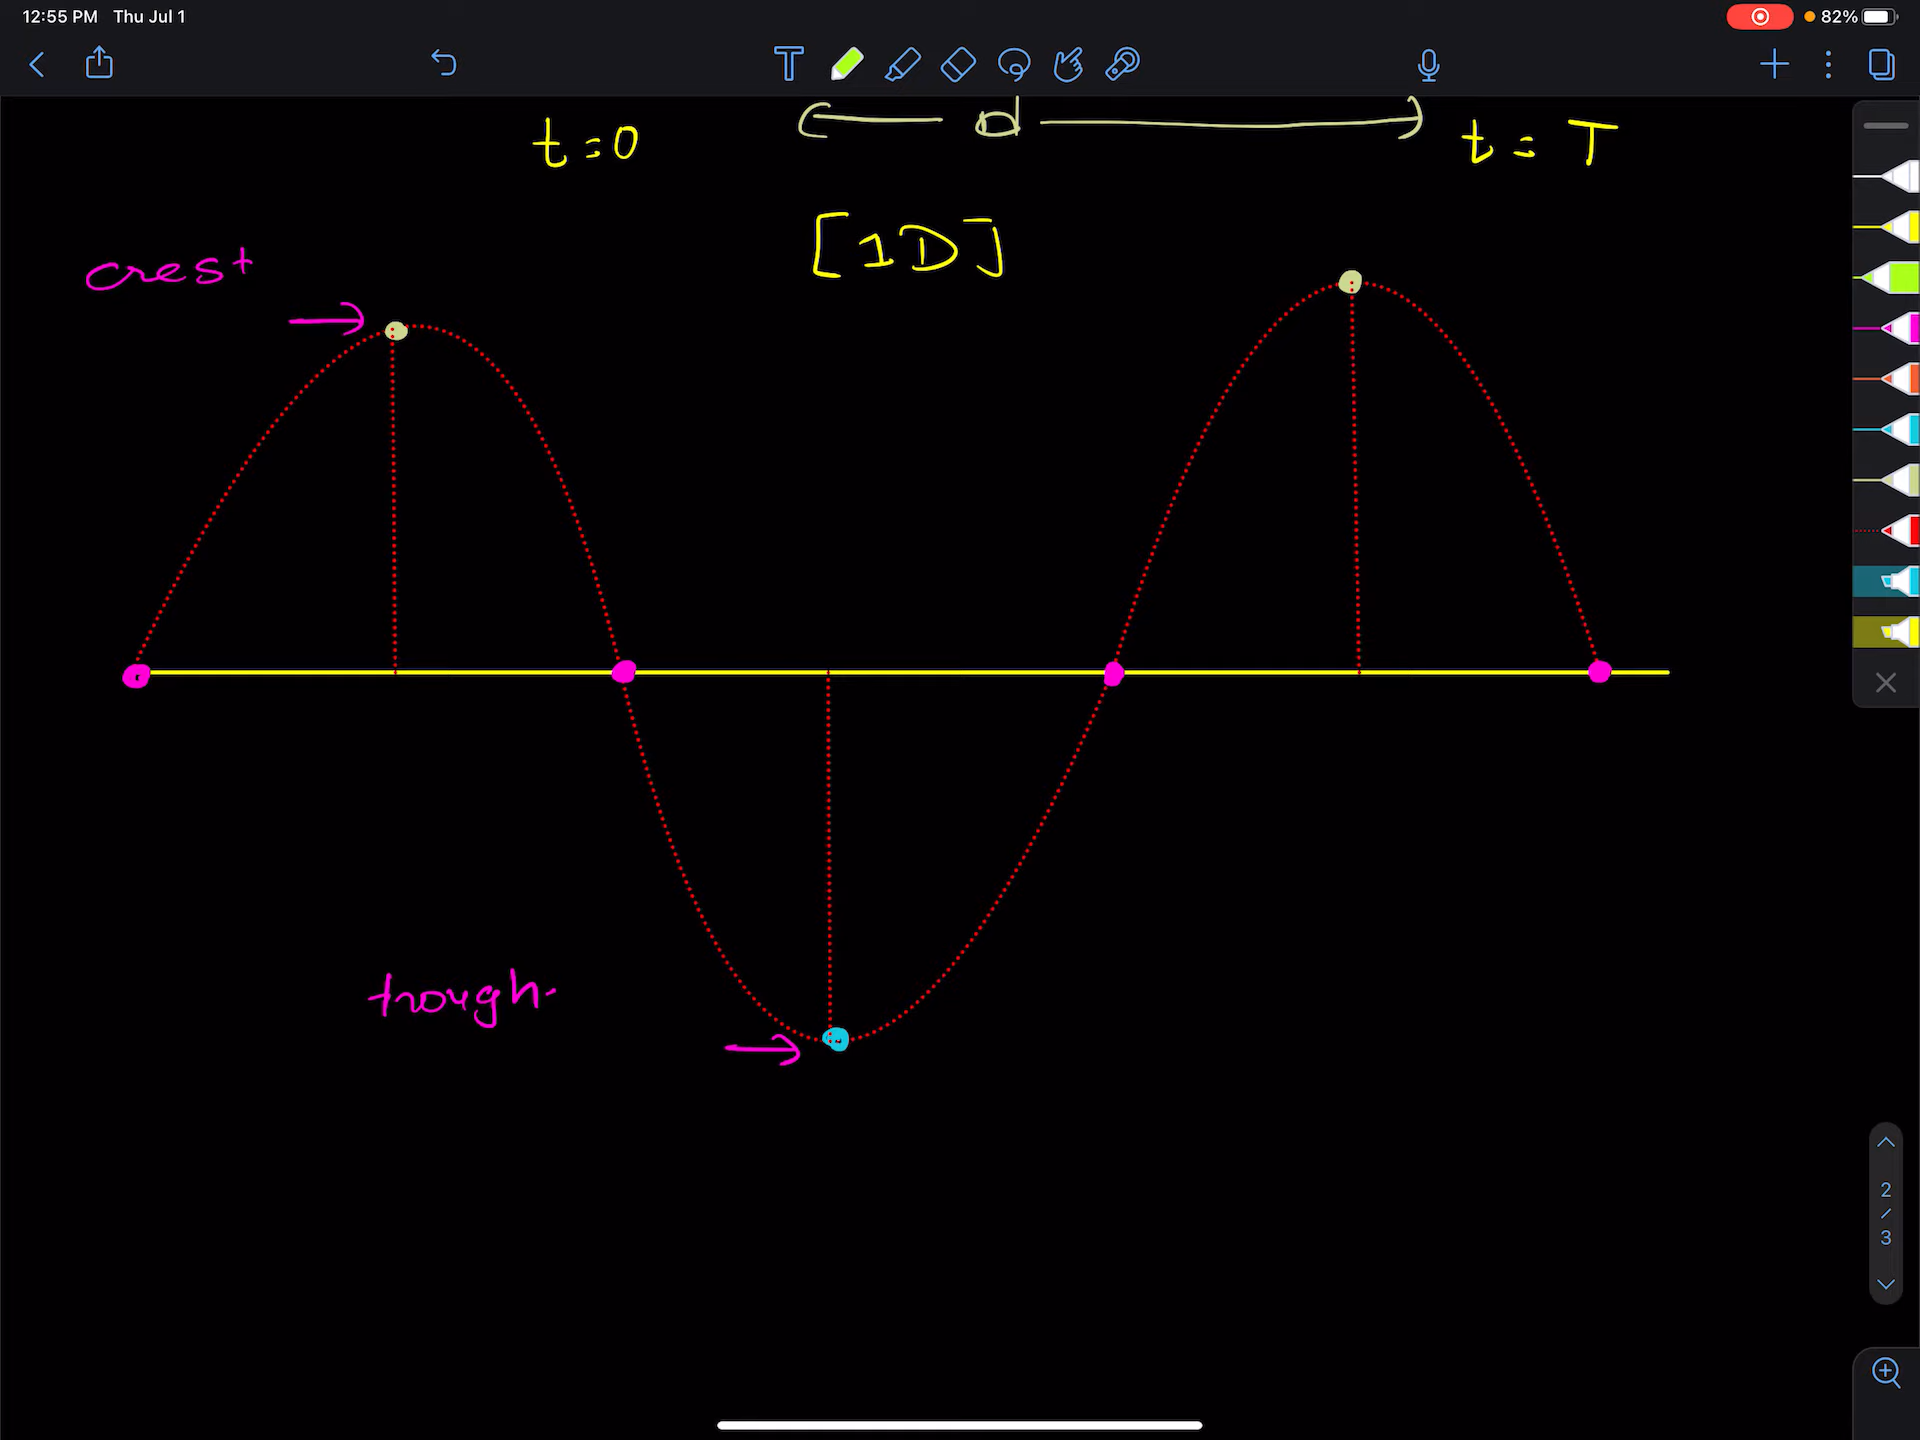 12:55 PM Thu Jul 1
82%
T
t=0
d
t = T
[1D]
crest
trough.
2
/
3